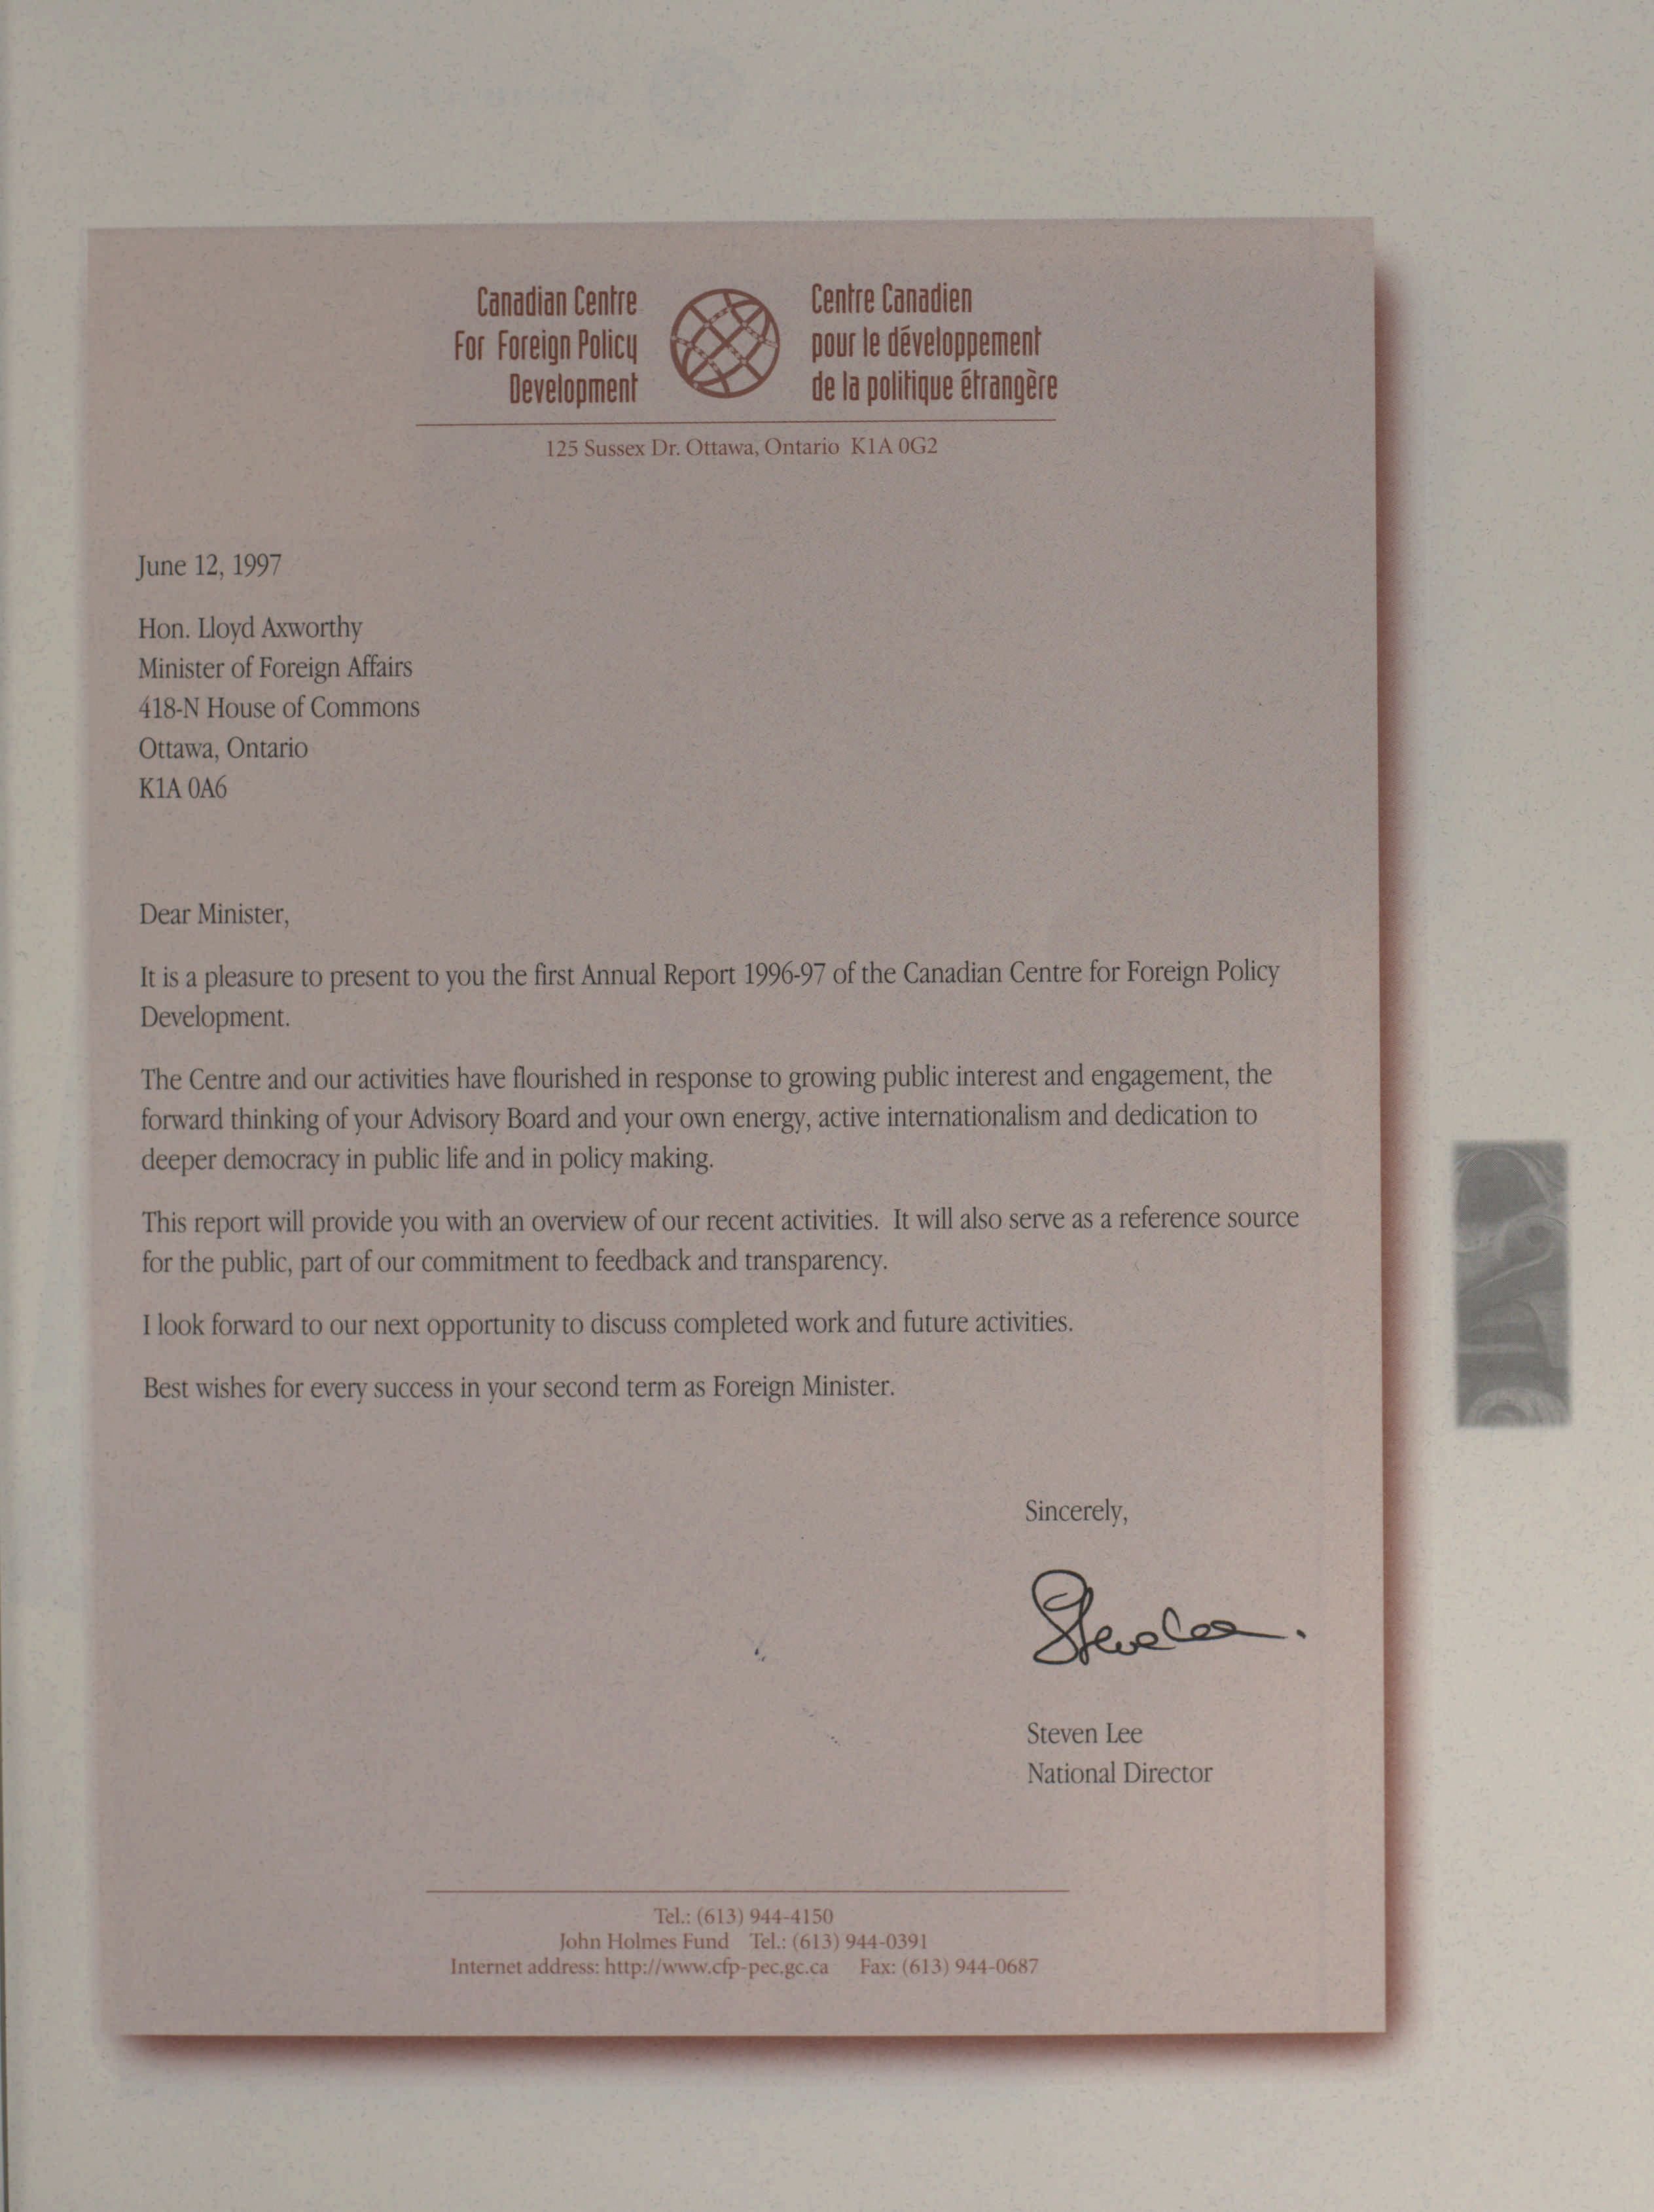 Canadian Centre
For Foreign Policy
Development
Centre Canadien
pour le développement
de la politique étrangère
125 Sussex Dr. Ottawa, Ontario K1A 0G2
June 12, 1997
Hon. Lloyd Axworthy
Minister of Foreign Affairs
418-N House of Commons
Ottawa, Ontario
K1A 0A6
Dear Minister,
It is a pleasure to present to you the first Annual Report 1996-97 of the Canadian Centre for Foreign Policy
Development.
The Centre and our activities have flourished in response to growing public interest and engagement, the
forward thinking of your Advisory Board and your own energy, active internationalism and dedication to
deeper democracy in public life and in policy making.
This report will provide you with an overview of our recent activities. It will also serve as a reference source
for the public, part of our commitment to feedback and transparency.
I look forward to our next opportunity to discuss completed work and future activities.
Best wishes for every success in your second term as Foreign Minister.
Sincerely,
Steve Lee.
Steven Lee
National Director
Tel.: (613) 944-4150
John Holmes Fund Tel.: (613) 944-0391
Internet address: http://www.cfp-pec.gc.ca Fax: (613) 944-0687